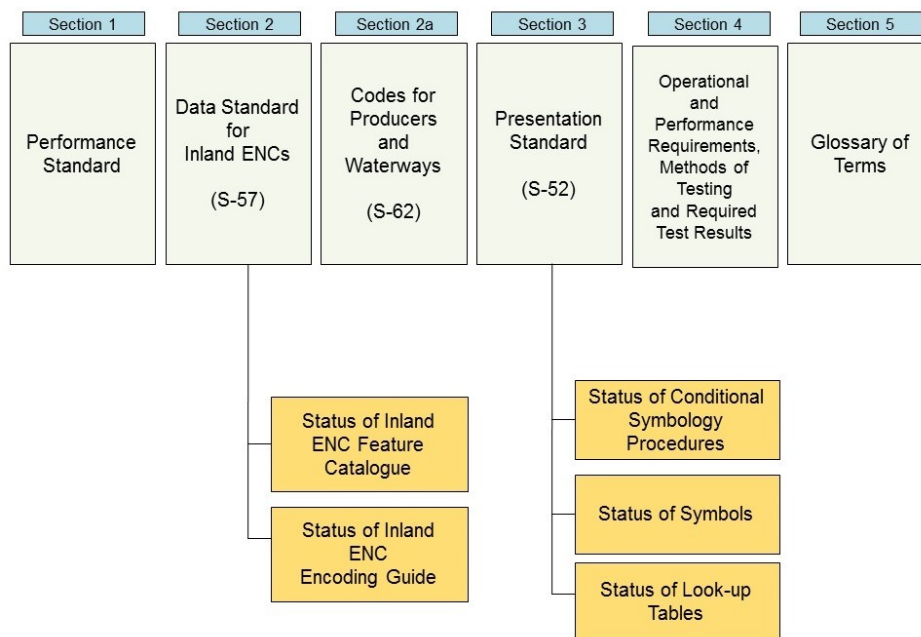 Section 1
Section 2
Section 2a
Section 3
Section 4
Section 5
Performance
Standard
Data Standard
for
Inland ENCs
(S-57)
Codes for
Producers
and
Waterways
(S-62)
Presentation
Standard
(S-52)
Operational
and
Performance
Requirements,
Methods of
Testing
and Required
Test Results
Glossary of
Terms
Status of Inland
ENC Feature
Catalogue
Status of Inland
ENC
Encoding Guide
Status of Conditional
Symbology
Procedures
Status of Symbols
Status of Look-up
Tables